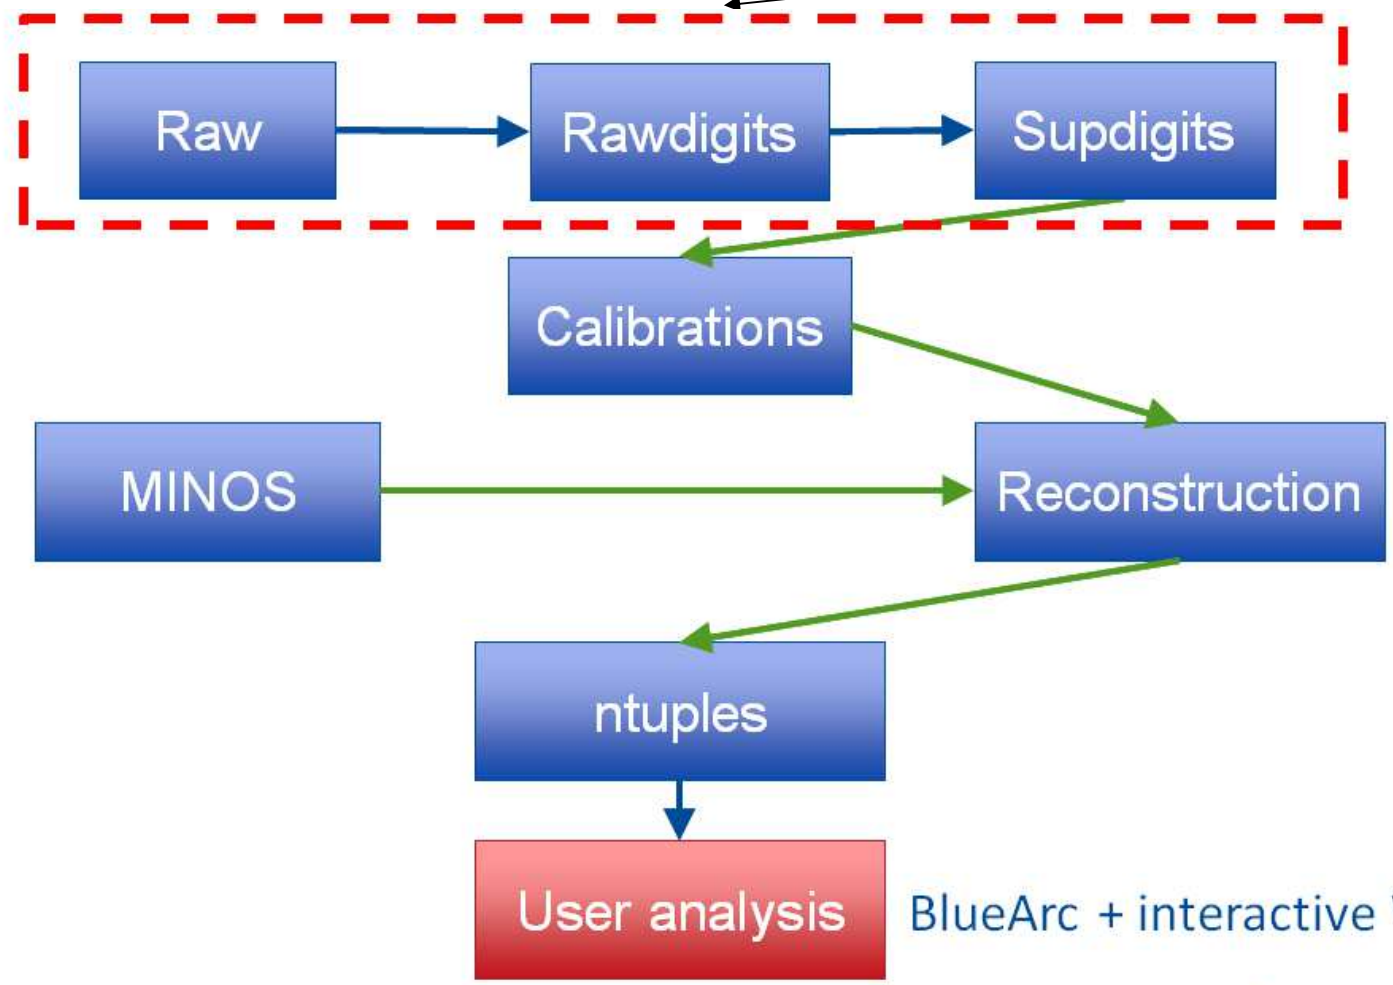 Raw
Rawdigits
Supdigits
Calibrations
MINOS
Reconstruction
ntuples
User analysis
BlueArc + interactive